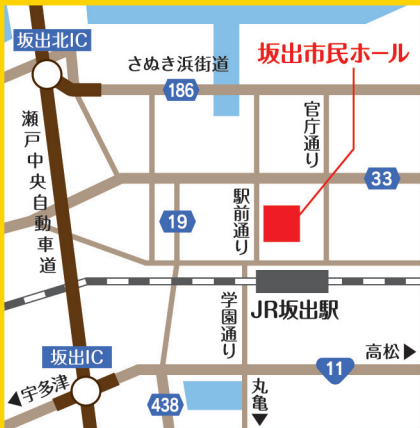 坂出北IC
さぬき浜街道
坂出市民ホール
186
官庁通り
瀬戸中央自動車道
33
駅前通り
19
学園通り
JR坂出駅
坂出IC
高松
11
宇多津
438
丸亀